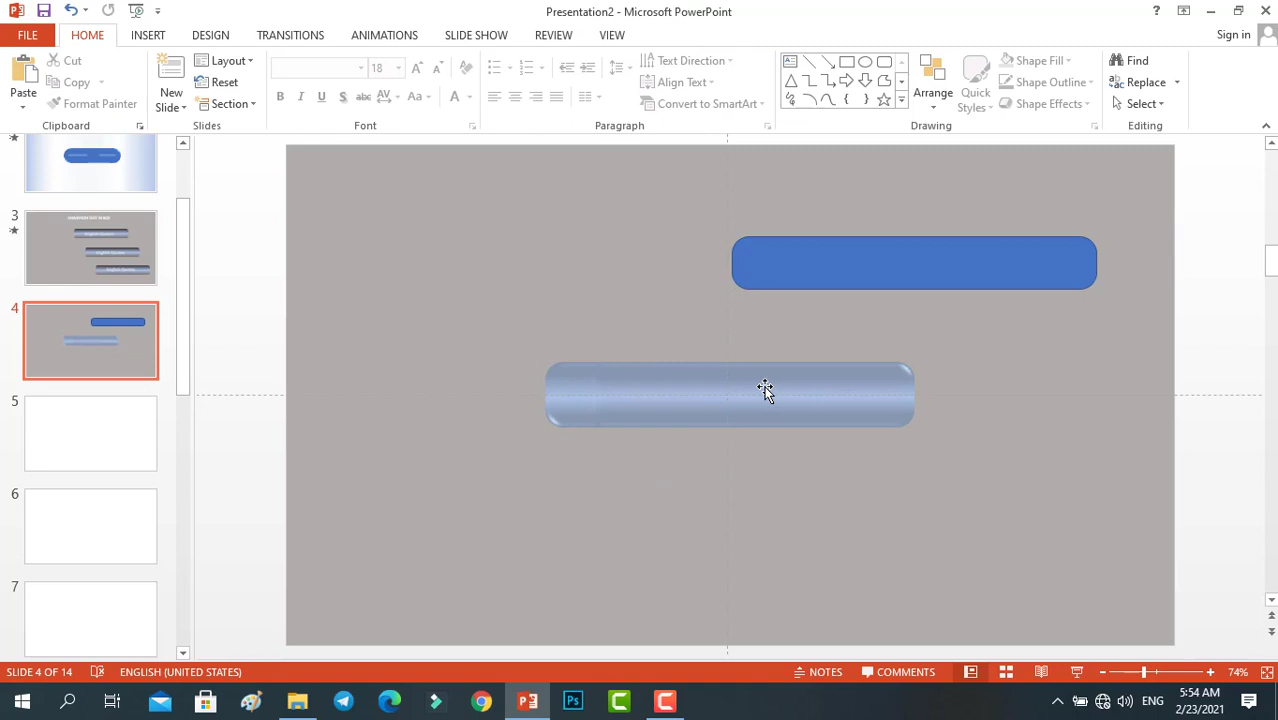 Presentation2 - Microsoft PowerPoint
?
Sign in
FILE
HOME
INSERT
DESIGN
TRANSITIONS
ANIMATIONS
SLIDE SHOW
REVIEW
VIEW
Paste
Cut
Copy
Format Painter
Clipboard
New
Slide
Layout
Reset
Section
Slides
18
B I U S abc AV Aa A
Font
Text Direction
Align Text
Convert to SmartArt
Paragraph
Arrange
Quick
Styles
Shape Fill
Shape Outline
Shape Effects
Drawing
Find
Replace
Select
Editing
3
4
5
6
7
SLIDE 4 OF 14
ENGLISH (UNITED STATES)
NOTES
COMMENTS
74%
Ps
ENG
5:54 AM
2/23/2021